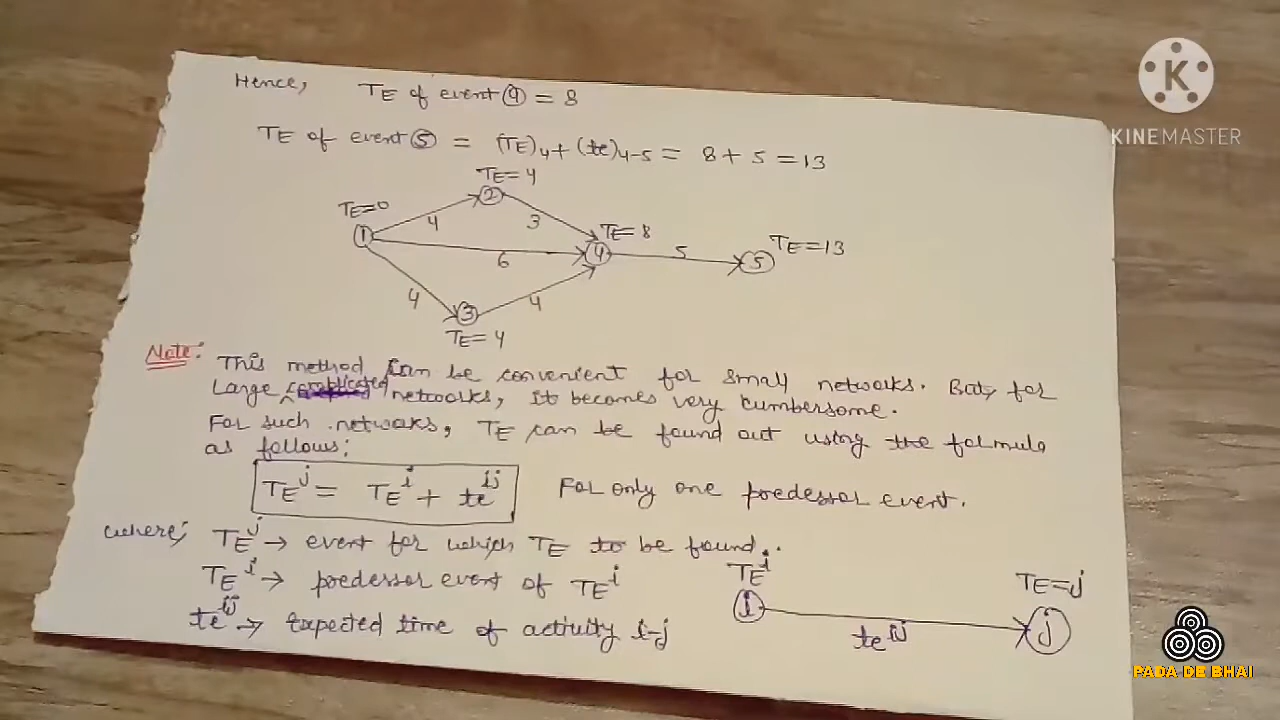 Hence, TE of event ④ = 8
TE of event ⑤ = (TE)4 + (te)4-5 = 8 + 5 = 13
TE=4
TE=0
②
4
3
TE=8
①
④
5
⑤
TE=13
6
4
4
③
TE=4
Note:
This method can be convenient for small networks. But, for
Large complicated networks, it becomes very cumbersome.
For such networks, TE can be found out using the formula
as follows:
TE^j = TE^i + te^ij For only one predessor event.
where, TE^j → event for which TE to be found.
TE^i → predessor event of TE^i
te^ij → Expected time of activity i-j
TE^i
TE=j
i
j
te^ij
K
KINEMASTER
PADA DE BHAI